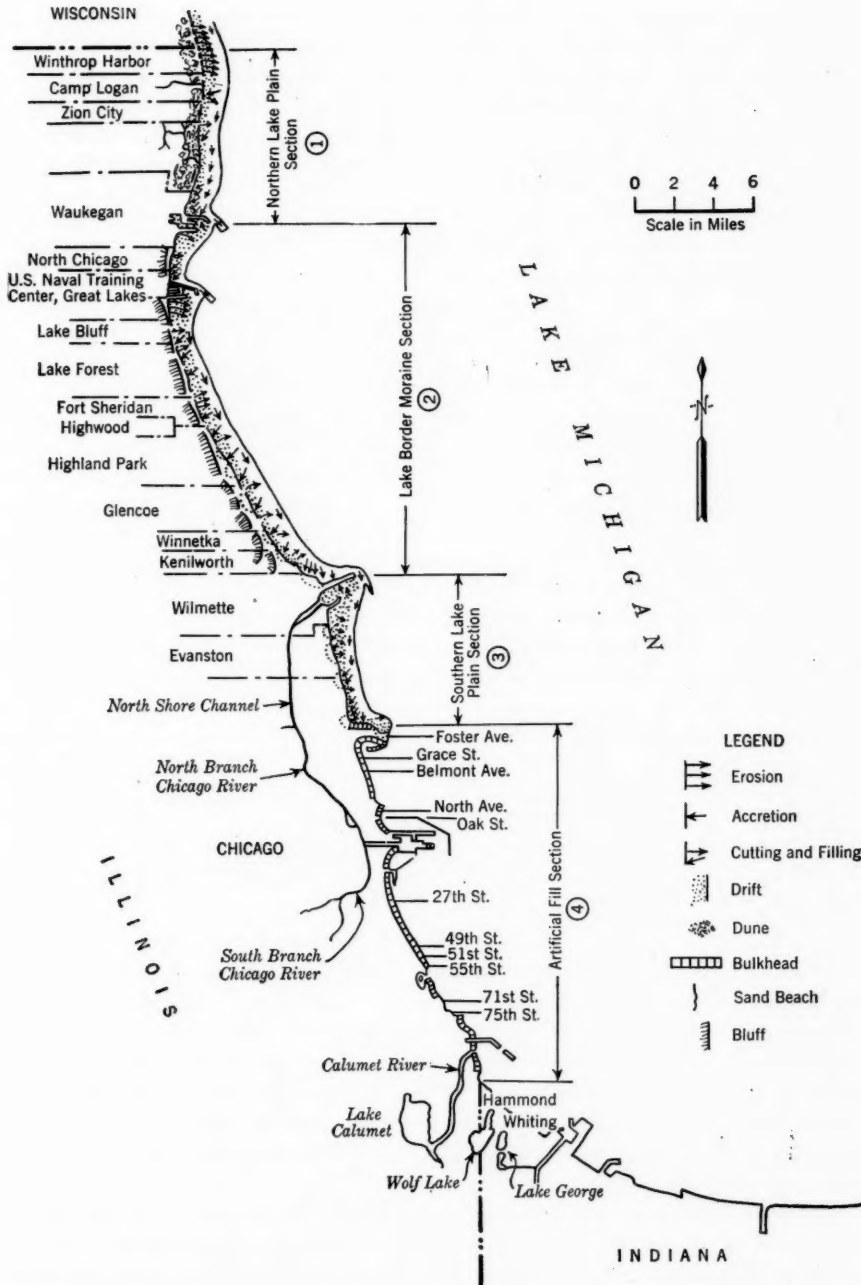 WISCONSIN
Winthrop Harbor
Camp Logan
Zion City
Waukegan
North Chicago
U.S. Naval Training
Center, Great Lakes
Lake Bluff
Lake Forest
Fort Sheridan
Highwood
Highland Park
Glencoe
Winnetka
Kenilworth
Wilmette
Evanston
North Shore Channel
North Branch
Chicago River
CHICAGO
ILLINOIS
South Branch
Chicago River
Calumet River
Lake
Calumet
Wolf Lake
Northern Lake Plain
Section
1
Lake Border Moraine Section
2
Southern Lake
Plain Section
3
Artificial Fill Section
4
Foster Ave.
Grace St.
Belmont Ave.
North Ave.
Oak St.
27th St.
49th St.
51st St.
55th St.
71st St.
75th St.
Hammond
Whiting
Lake George
INDIANA
0 2 4 6
Scale in Miles
LAKE MICHIGAN
N
LEGEND
Erosion
Accretion
Cutting and Filling
Drift
Dune
Bulkhead
Sand Beach
Bluff